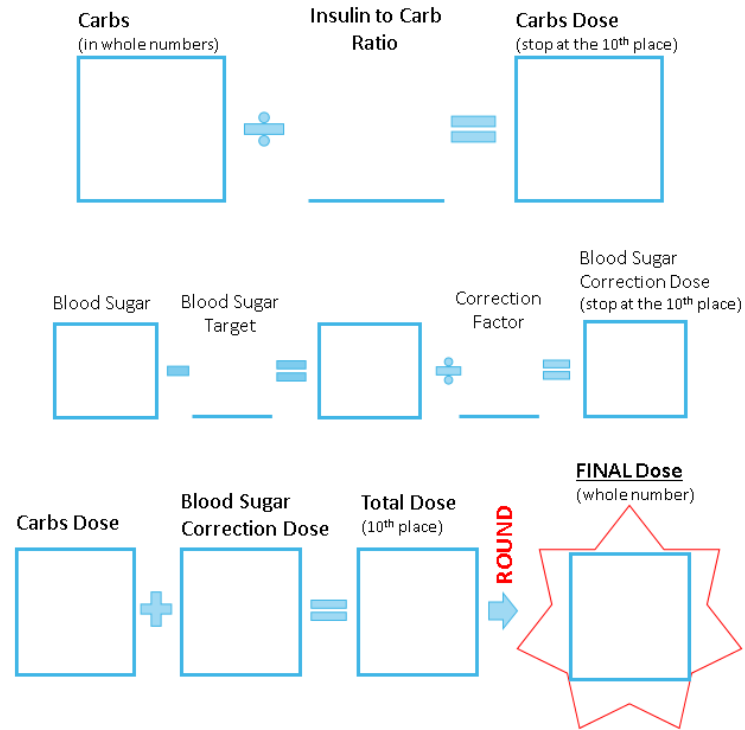 Carbs
(in whole numbers)
÷
Insulin to Carb
Ratio
=
Carbs Dose
(stop at the 10th place)
Blood Sugar
-
Blood Sugar
Target
=
÷
Correction
Factor
=
Blood Sugar
Correction Dose
(stop at the 10th place)
Carbs Dose
+
Blood Sugar
Correction Dose
=
Total Dose
(10th place)
ROUND
FINAL Dose
(whole number)